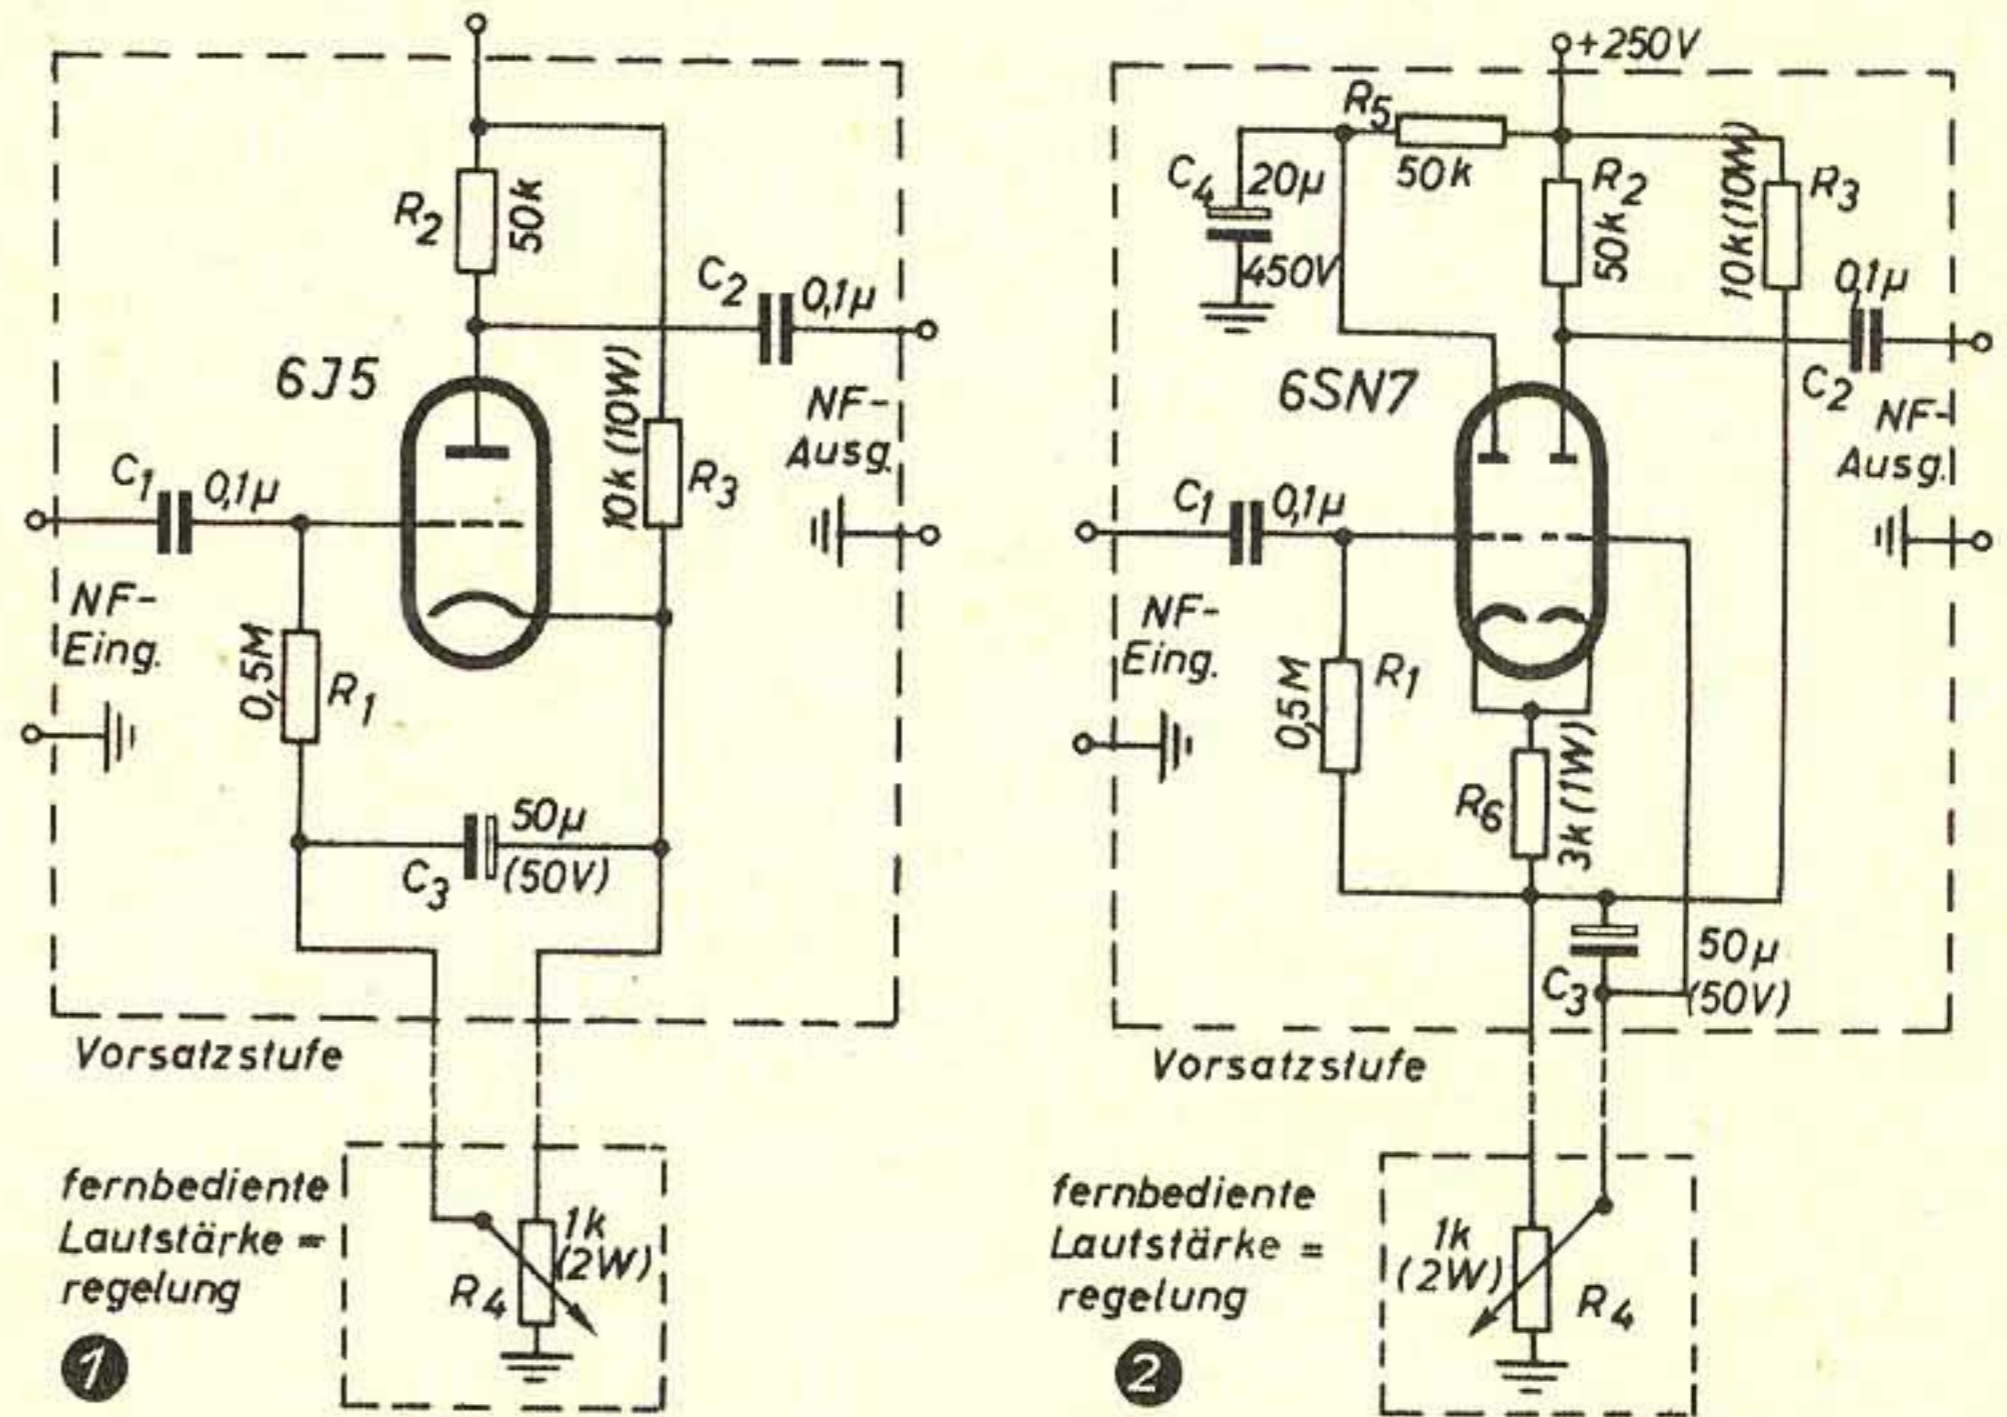 R2
50k
C2
0,1µ
6J5
NF-
Ausg.
10k (10W)
R3
C1
0,1µ
NF-
Eing.
0,5M
R1
50µ
C3
(50V)
Vorsatzstufe
fernbediente
Lautstärke =
regelung
1k
(2W)
R4
1
+250V
R5
50k
C4
20µ
450V
R2
50k
10k (10W)
R3
0,1µ
C2
6SN7
NF-
Ausg.
C1
0,1µ
NF-
Eing.
0,5M
R1
R6
3k (1W)
50µ
C3
(50V)
Vorsatzstufe
fernbediente
Lautstärke =
regelung
1k
(2W)
R4
2